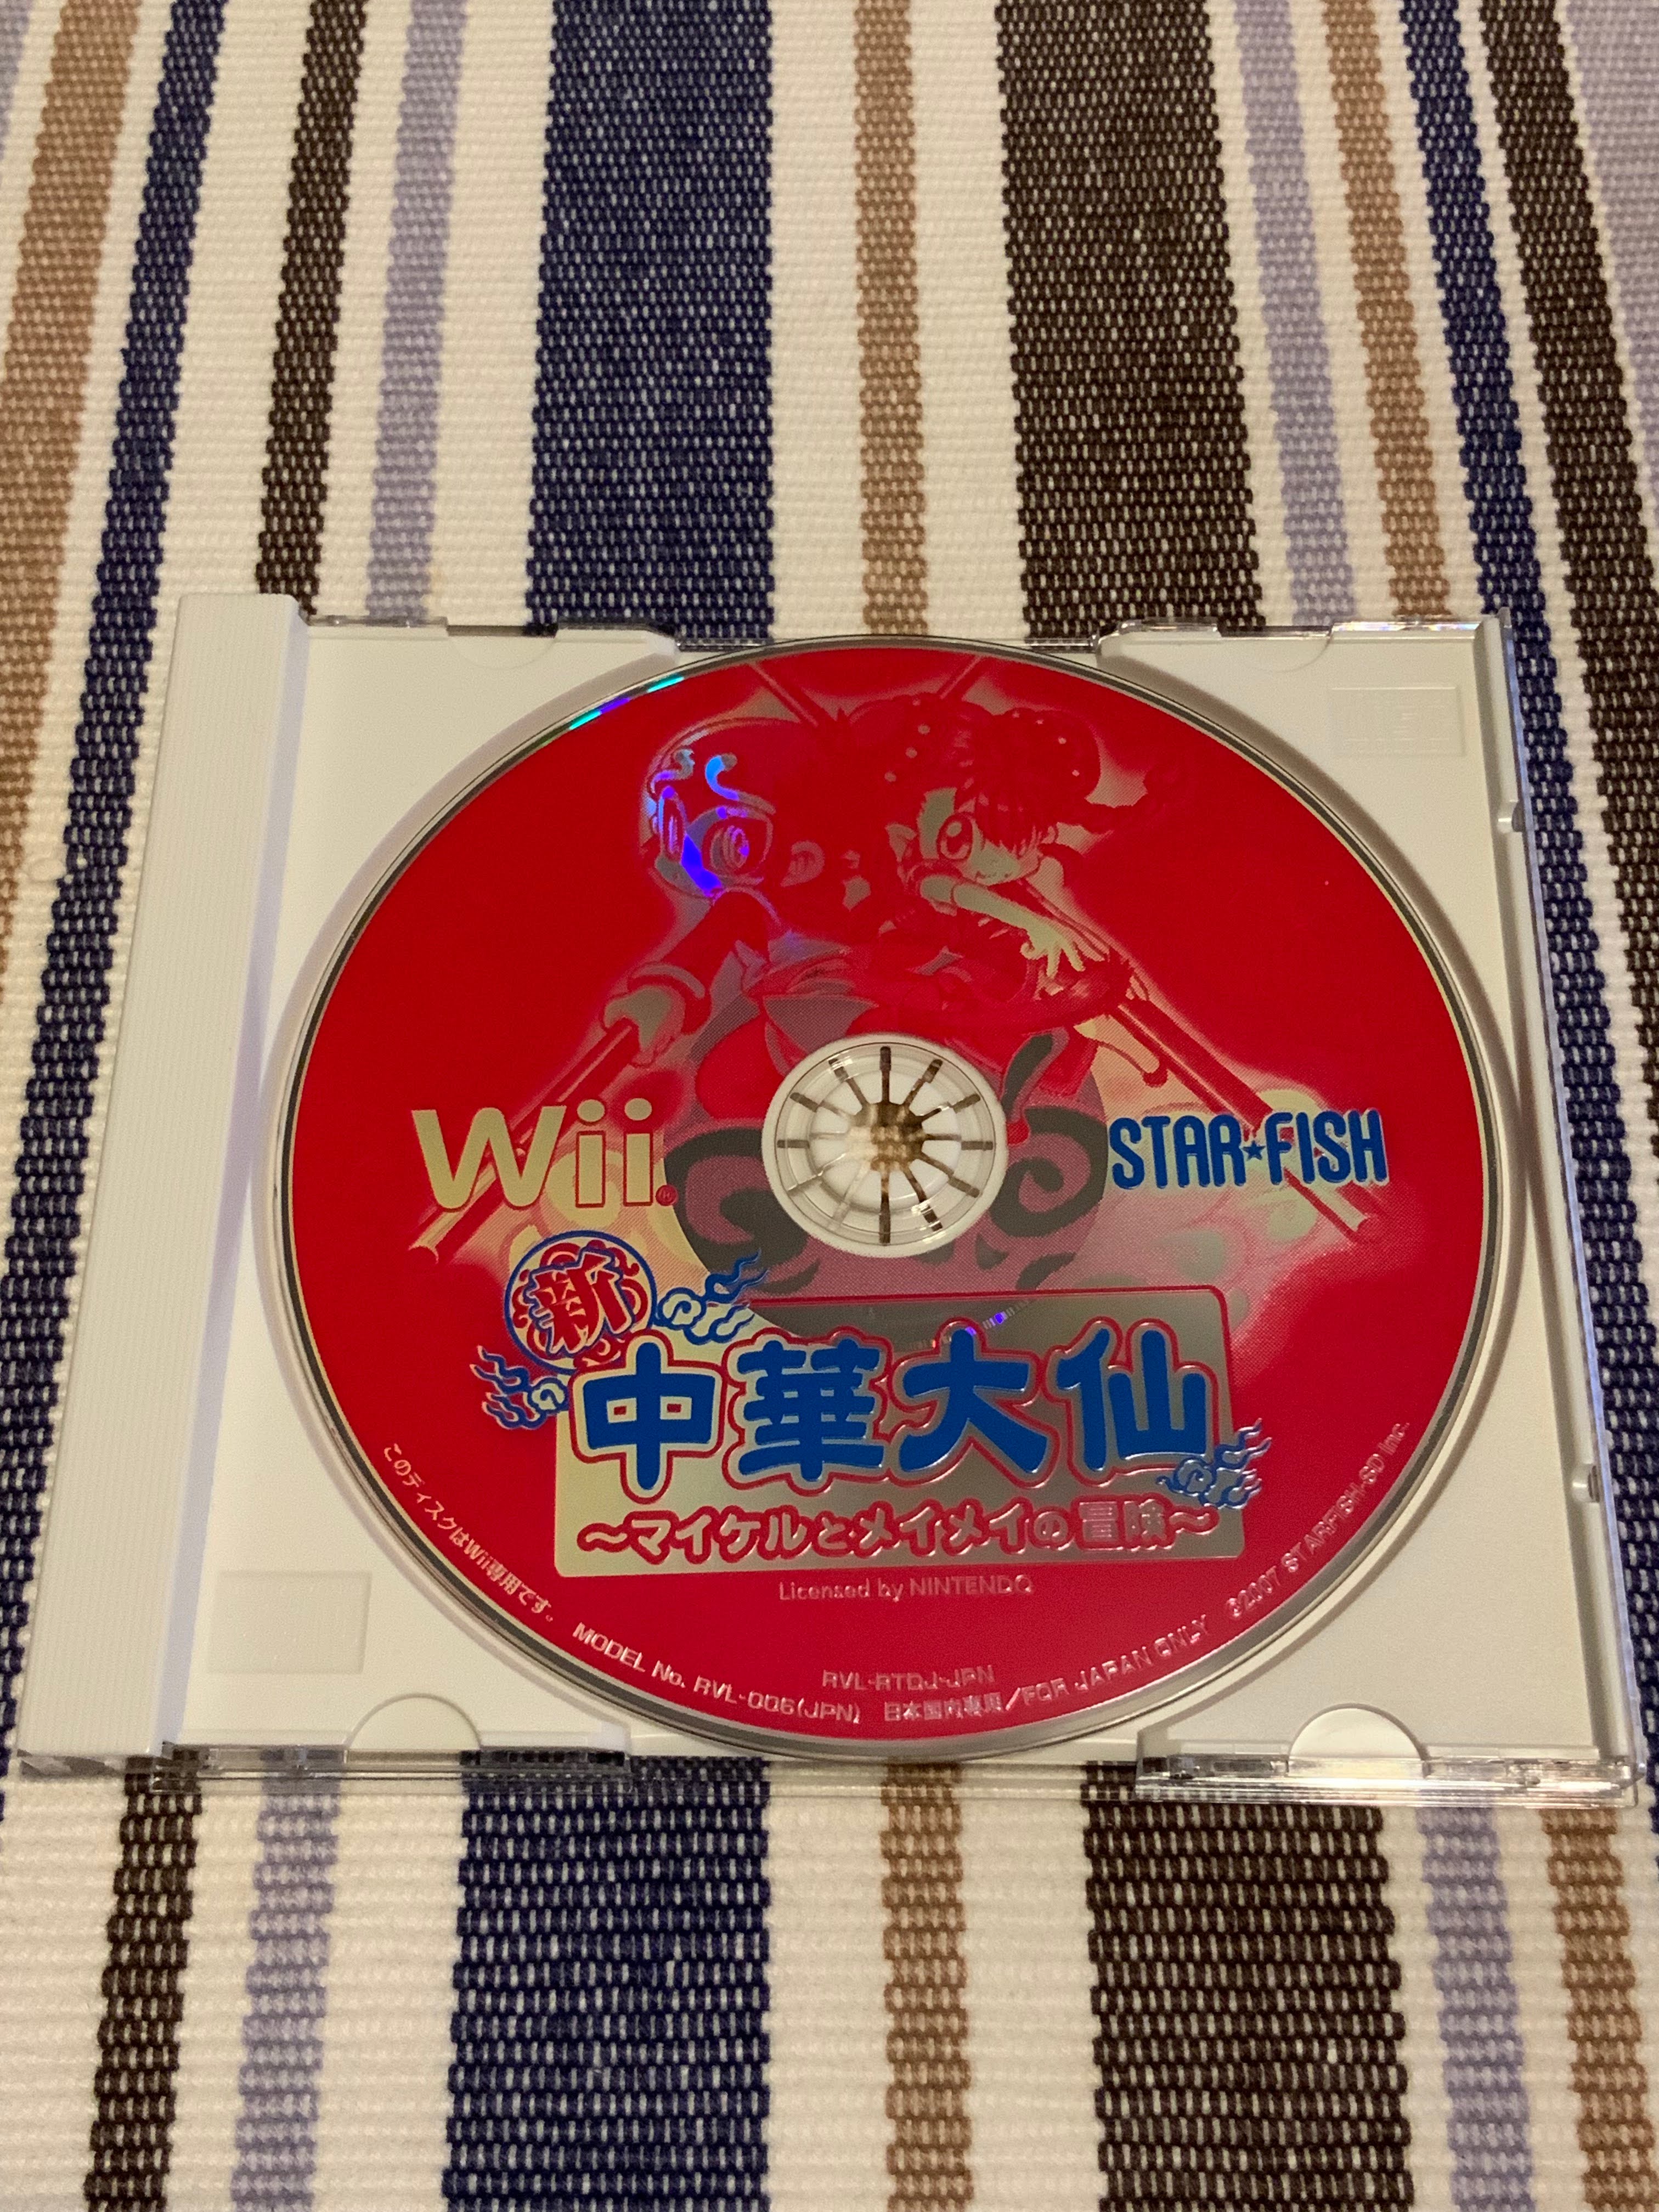 Wii®
STAR★FISH
新
中華大仙
～マイケルとメイメイの冒険～
Licensed by NINTENDO
RVL-RTDJ-JPN
このディスクはWii専用です。 MODEL No. RVL-006(JPN) 日本国内専用／FOR JAPAN ONLY ©2007 STARFISH-SD Inc.